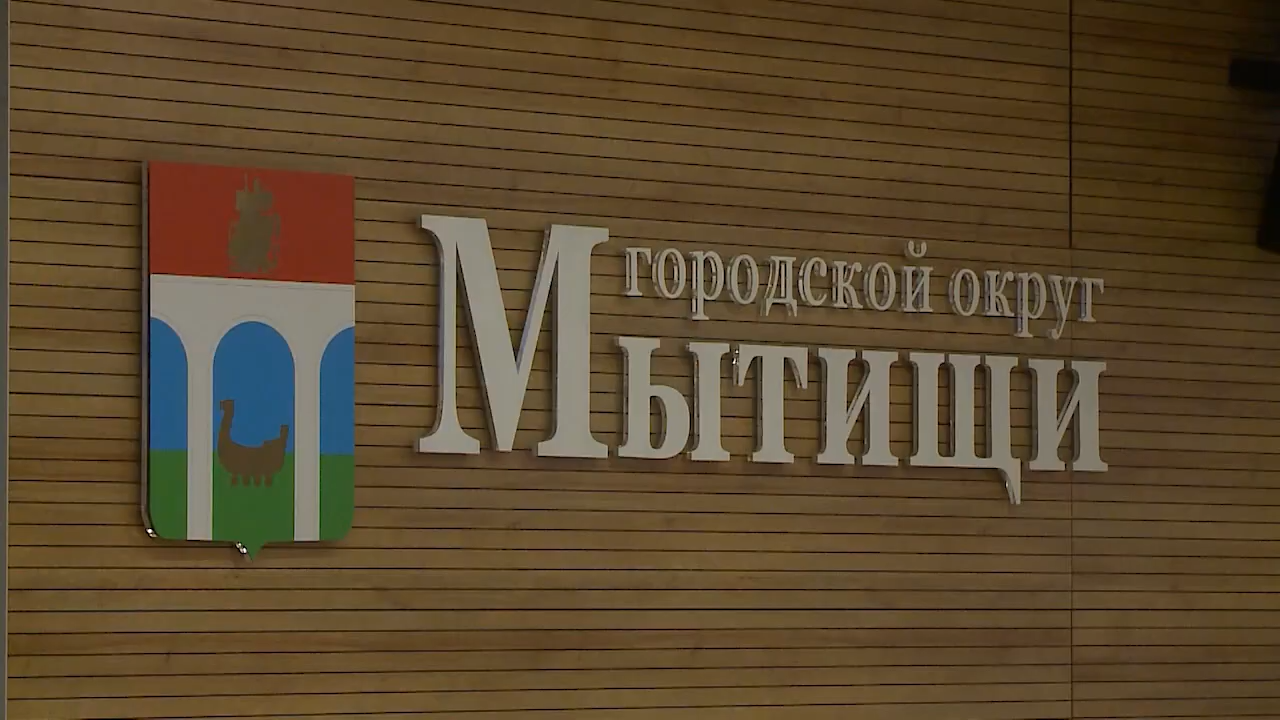 городской округ
Мытищи